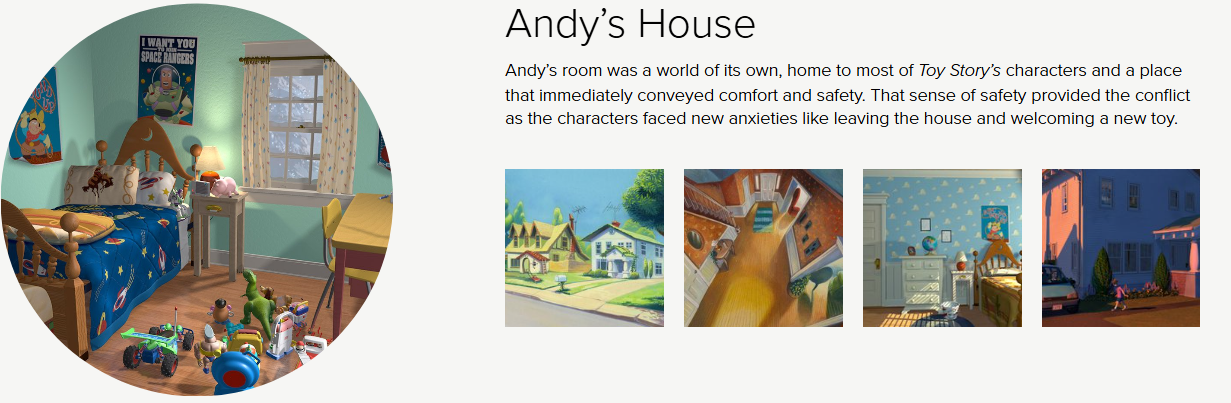 I WANT YOU
TO JOIN
SPACE RANGERS
Andy’s House
Andy’s room was a world of its own, home to most of Toy Story’s characters and a place
that immediately conveyed comfort and safety. That sense of safety provided the conflict
as the characters faced new anxieties like leaving the house and welcoming a new toy.